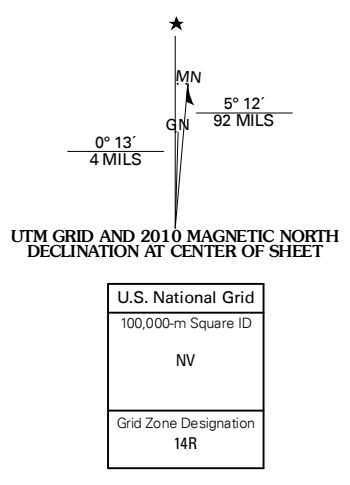 ★
MN
GN
5° 12´
92 MILS
0° 13´
4 MILS
UTM GRID AND 2010 MAGNETIC NORTH
DECLINATION AT CENTER OF SHEET
U.S. National Grid
100,000-m Square ID
NV
Grid Zone Designation
14R